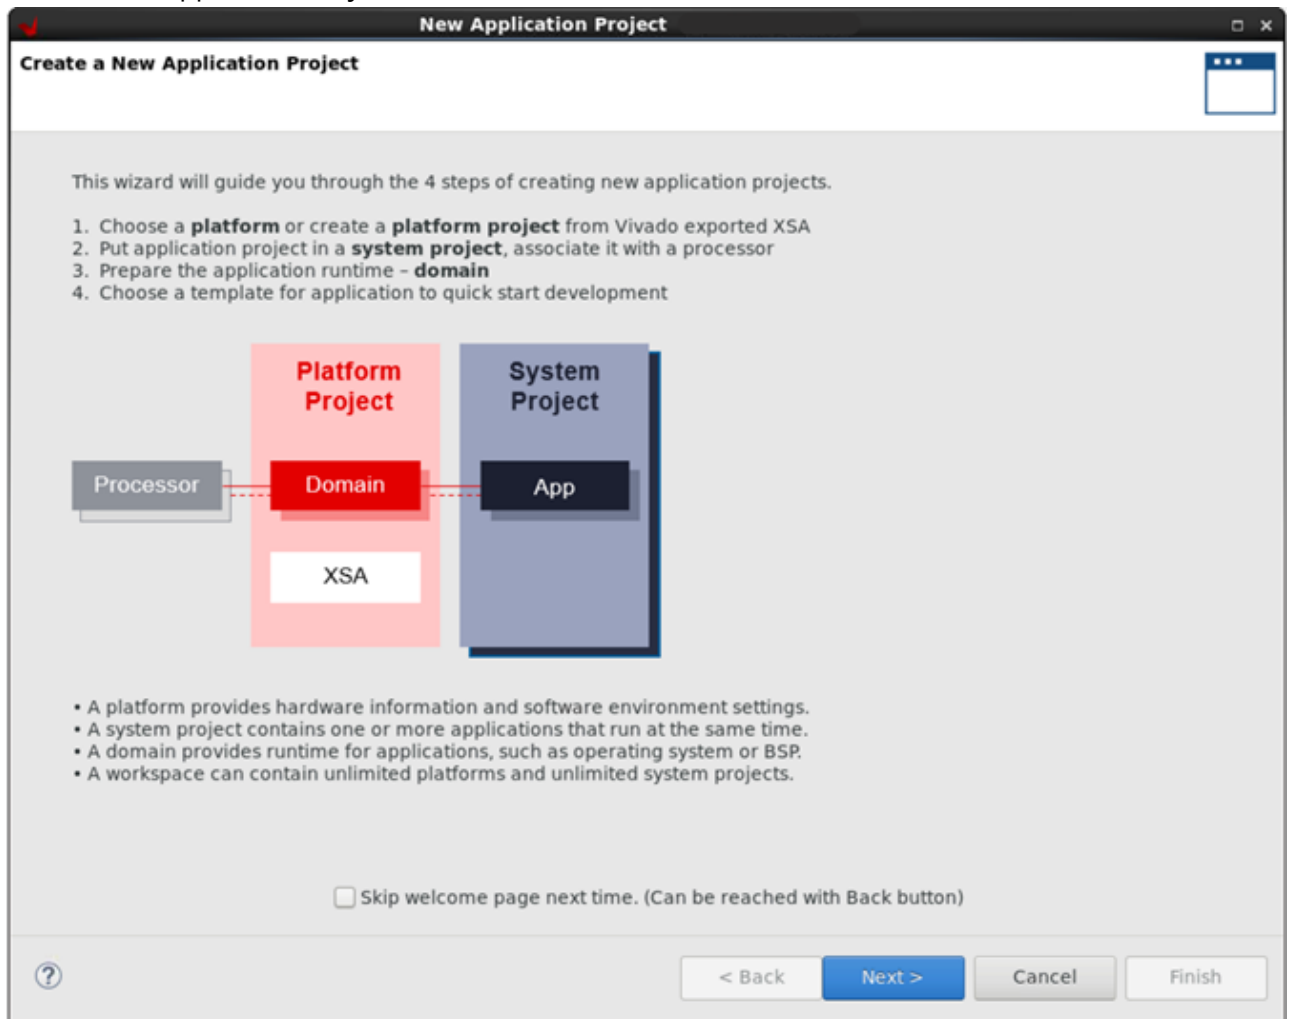 New Application Project
Create a New Application Project
This wizard will guide you through the 4 steps of creating new application projects.
1. Choose a platform or create a platform project from Vivado exported XSA
2. Put application project in a system project, associate it with a processor
3. Prepare the application runtime – domain
4. Choose a template for application to quick start development
Platform
Project
System
Project
Processor
Domain
App
XSA
• A platform provides hardware information and software environment settings.
• A system project contains one or more applications that run at the same time.
• A domain provides runtime for applications, such as operating system or BSP.
• A workspace can contain unlimited platforms and unlimited system projects.
Skip welcome page next time. (Can be reached with Back button)
?
< Back
Next >
Cancel
Finish